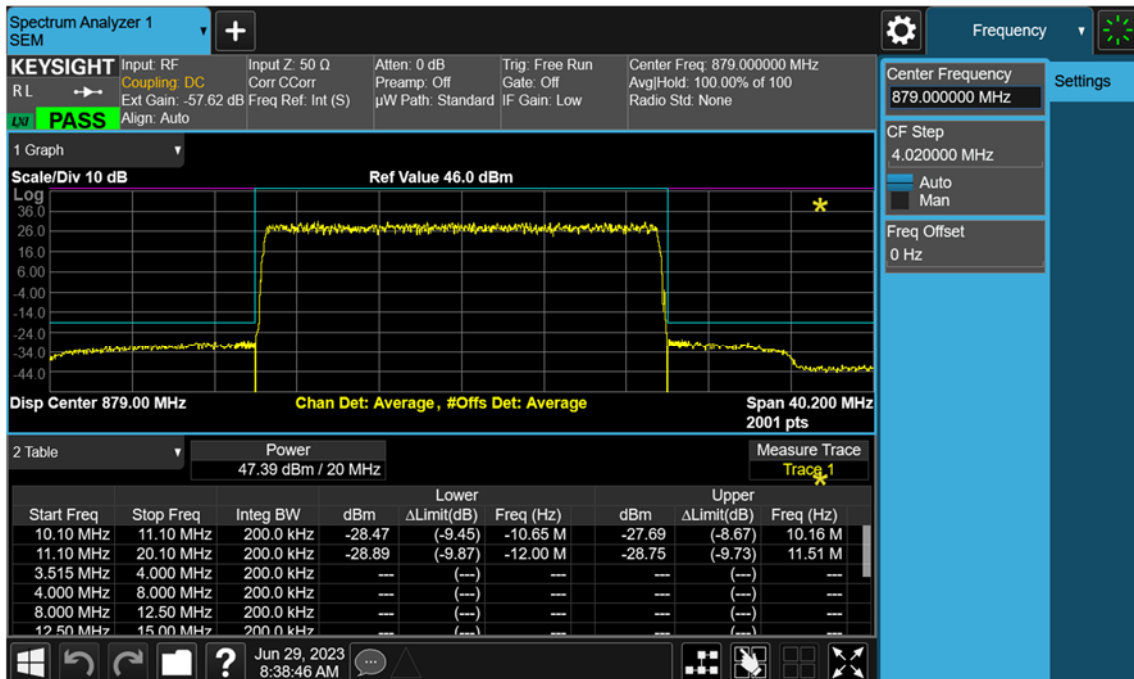 Spectrum Analyzer 1
SEM
Frequency
KEYSIGHT
R L
LXI
PASS
Input: RF
Coupling: DC
Ext Gain: -57.62 dB
Align: Auto
Input Z: 50 Ω
Corr CCorr
Freq Ref: Int (S)
Atten: 0 dB
Preamp: Off
µW Path: Standard
Trig: Free Run
Gate: Off
IF Gain: Low
Center Freq: 879.000000 MHz
Avg|Hold: 100.00% of 100
Radio Std: None
Center Frequency
879.000000 MHz
Settings
CF Step
4.020000 MHz
Auto
Man
Freq Offset
0 Hz
1 Graph
Scale/Div 10 dB
Ref Value 46.0 dBm
Log
36.0
26.0
16.0
6.00
-4.00
-14.0
-24.0
-34.0
-44.0
Disp Center 879.00 MHz
Chan Det: Average, #Offs Det: Average
Span 40.200 MHz
2001 pts
2 Table
Power
47.39 dBm / 20 MHz
Measure Trace
Trace 1
Lower Upper
Start Freq Stop Freq Integ BW dBm ΔLimit(dB) Freq (Hz) dBm ΔLimit(dB) Freq (Hz)
10.10 MHz 11.10 MHz 200.0 kHz -28.47 (-9.45) -10.65 M -27.69 (-8.67) 10.16 M
11.10 MHz 20.10 MHz 200.0 kHz -28.89 (-9.87) -12.00 M -28.75 (-9.73) 11.51 M
3.515 MHz 4.000 MHz 200.0 kHz --- (---) --- --- (---) ---
4.000 MHz 8.000 MHz 200.0 kHz --- (---) --- --- (---) ---
8.000 MHz 12.50 MHz 200.0 kHz --- (---) --- --- (---) ---
12.50 MHz 15.00 MHz 200.0 kHz --- (---) --- --- (---) ---
Jun 29, 2023
8:38:46 AM